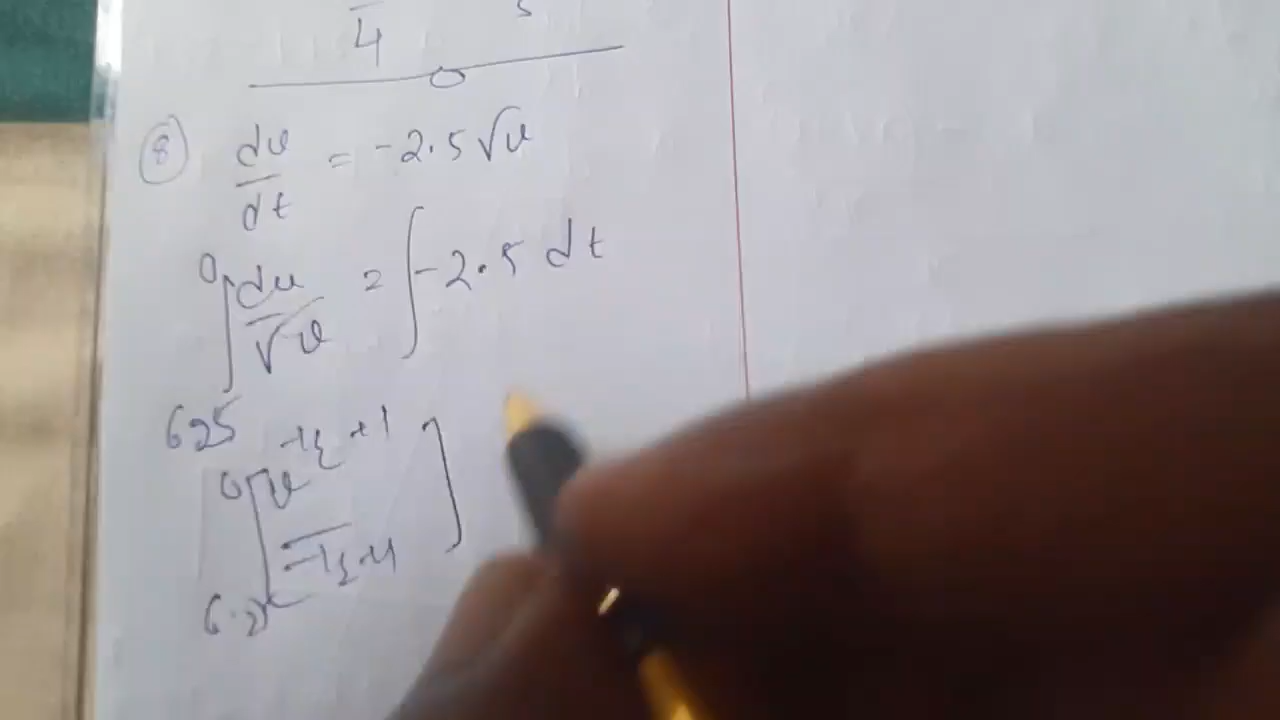 4 s
⑧ dv/dt = -2.5 √v
0 ∫ dv/√v = ∫ -2.5 dt
625
0 [ v -½ +1 / -½+1 ]
6.25